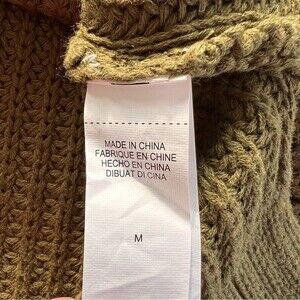 MADE IN CHINA
FABRIQUE EN CHINE
HECHO EN CHINA
DIBUAT DI CINA
M